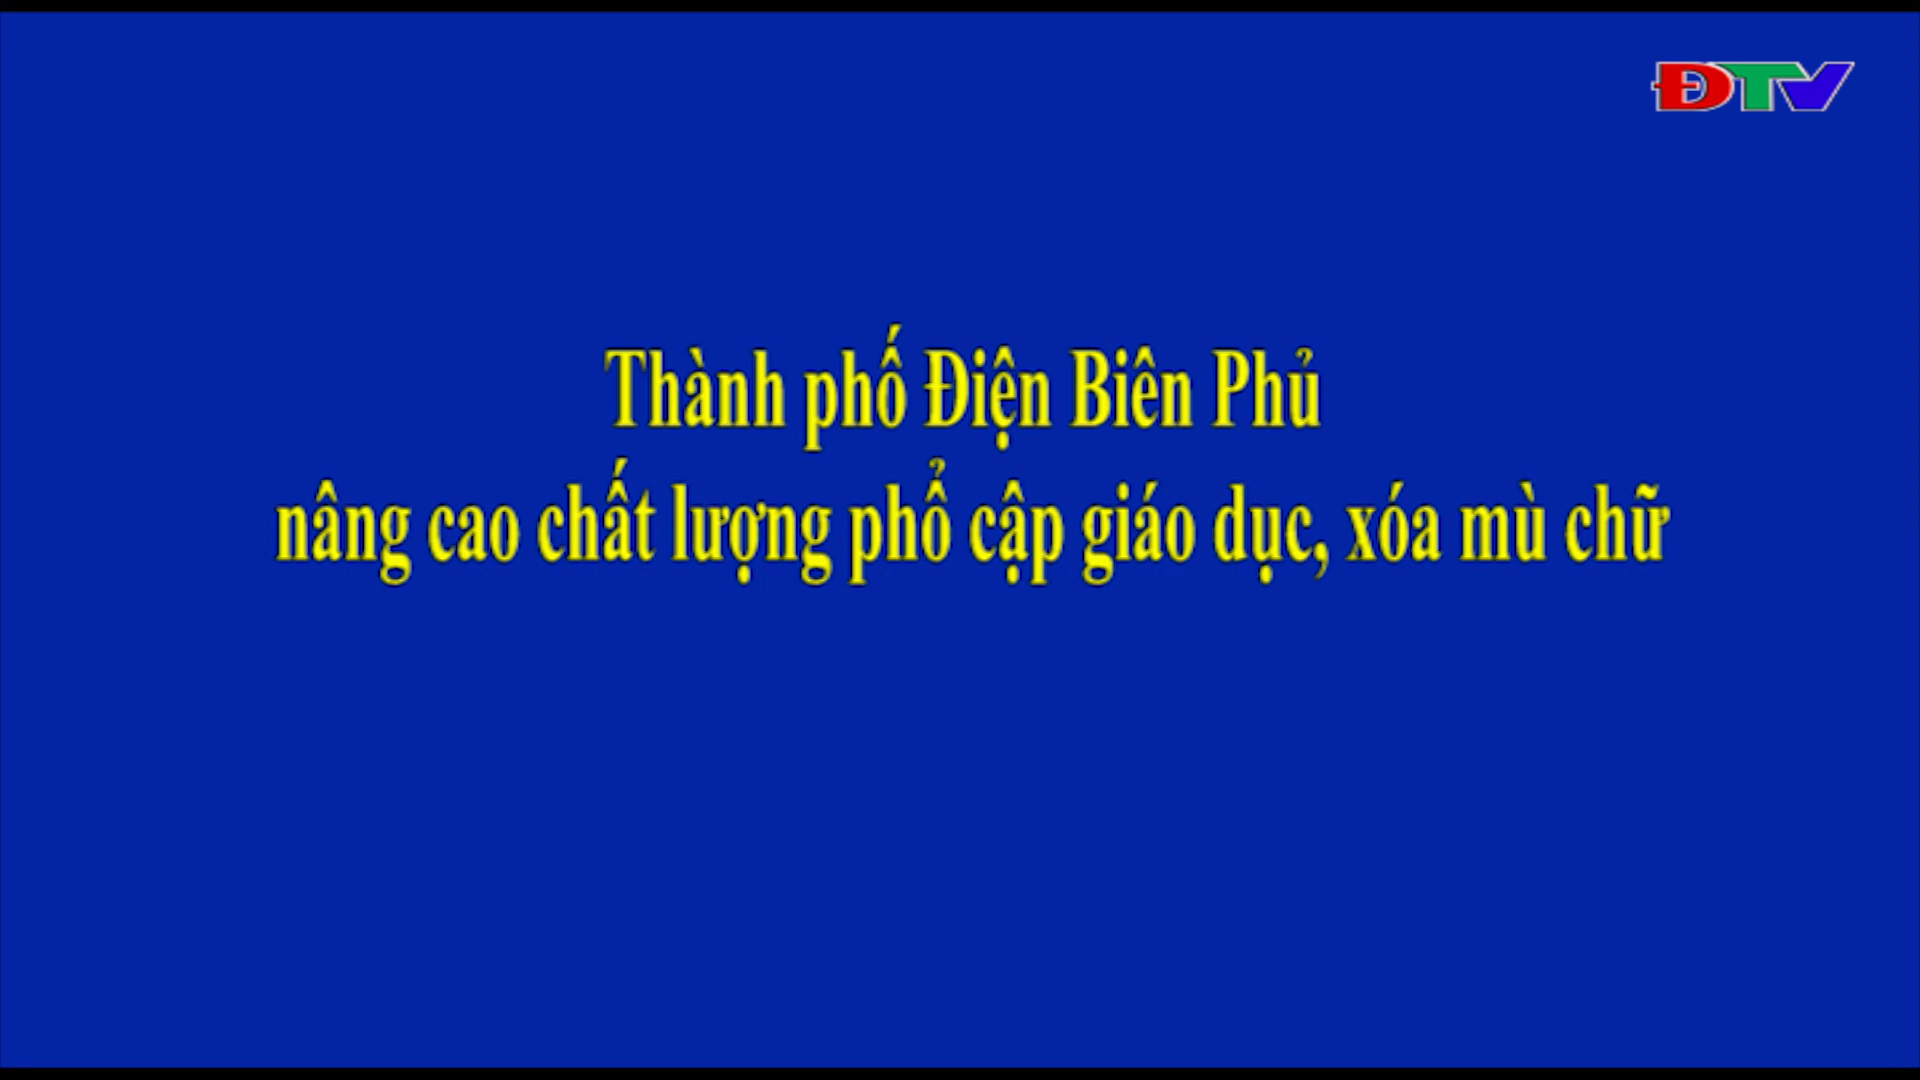 ĐTV
Thành phố Điện Biên Phủ
nâng cao chất lượng phổ cập giáo dục, xóa mù chữ